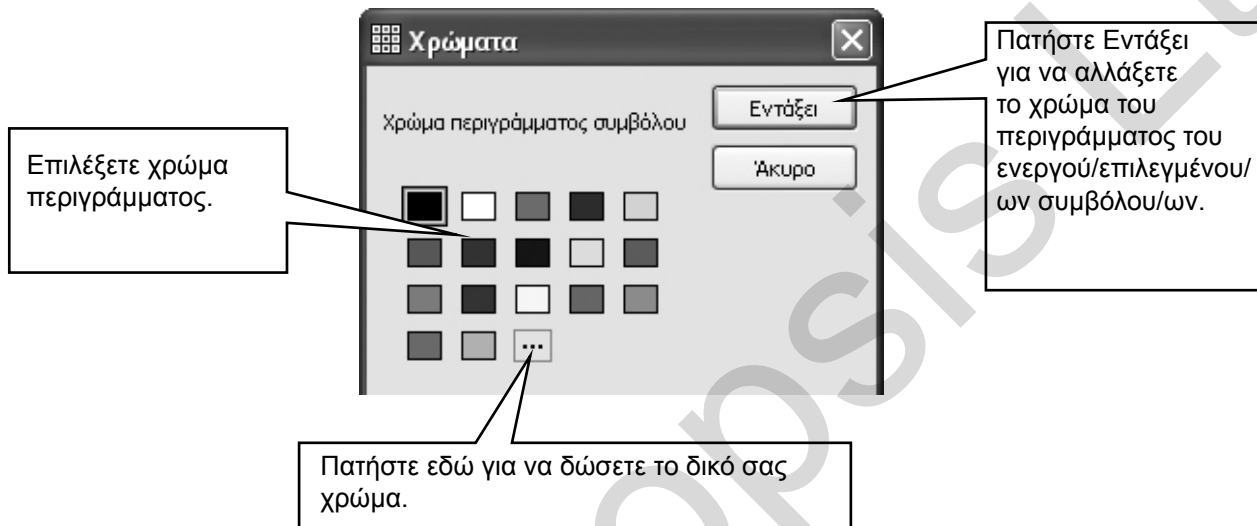 Χρώματα
Χρώμα περιγράμματος συμβόλου
Εντάξει
Άκυρο
...
Επιλέξετε χρώμα
περιγράμματος.
Πατήστε Εντάξει
για να αλλάξετε
το χρώμα του
περιγράμματος του
ενεργού/επιλεγμένου/
ων συμβόλου/ων.
Πατήστε εδώ για να δώσετε το δικό σας
χρώμα.
opsis